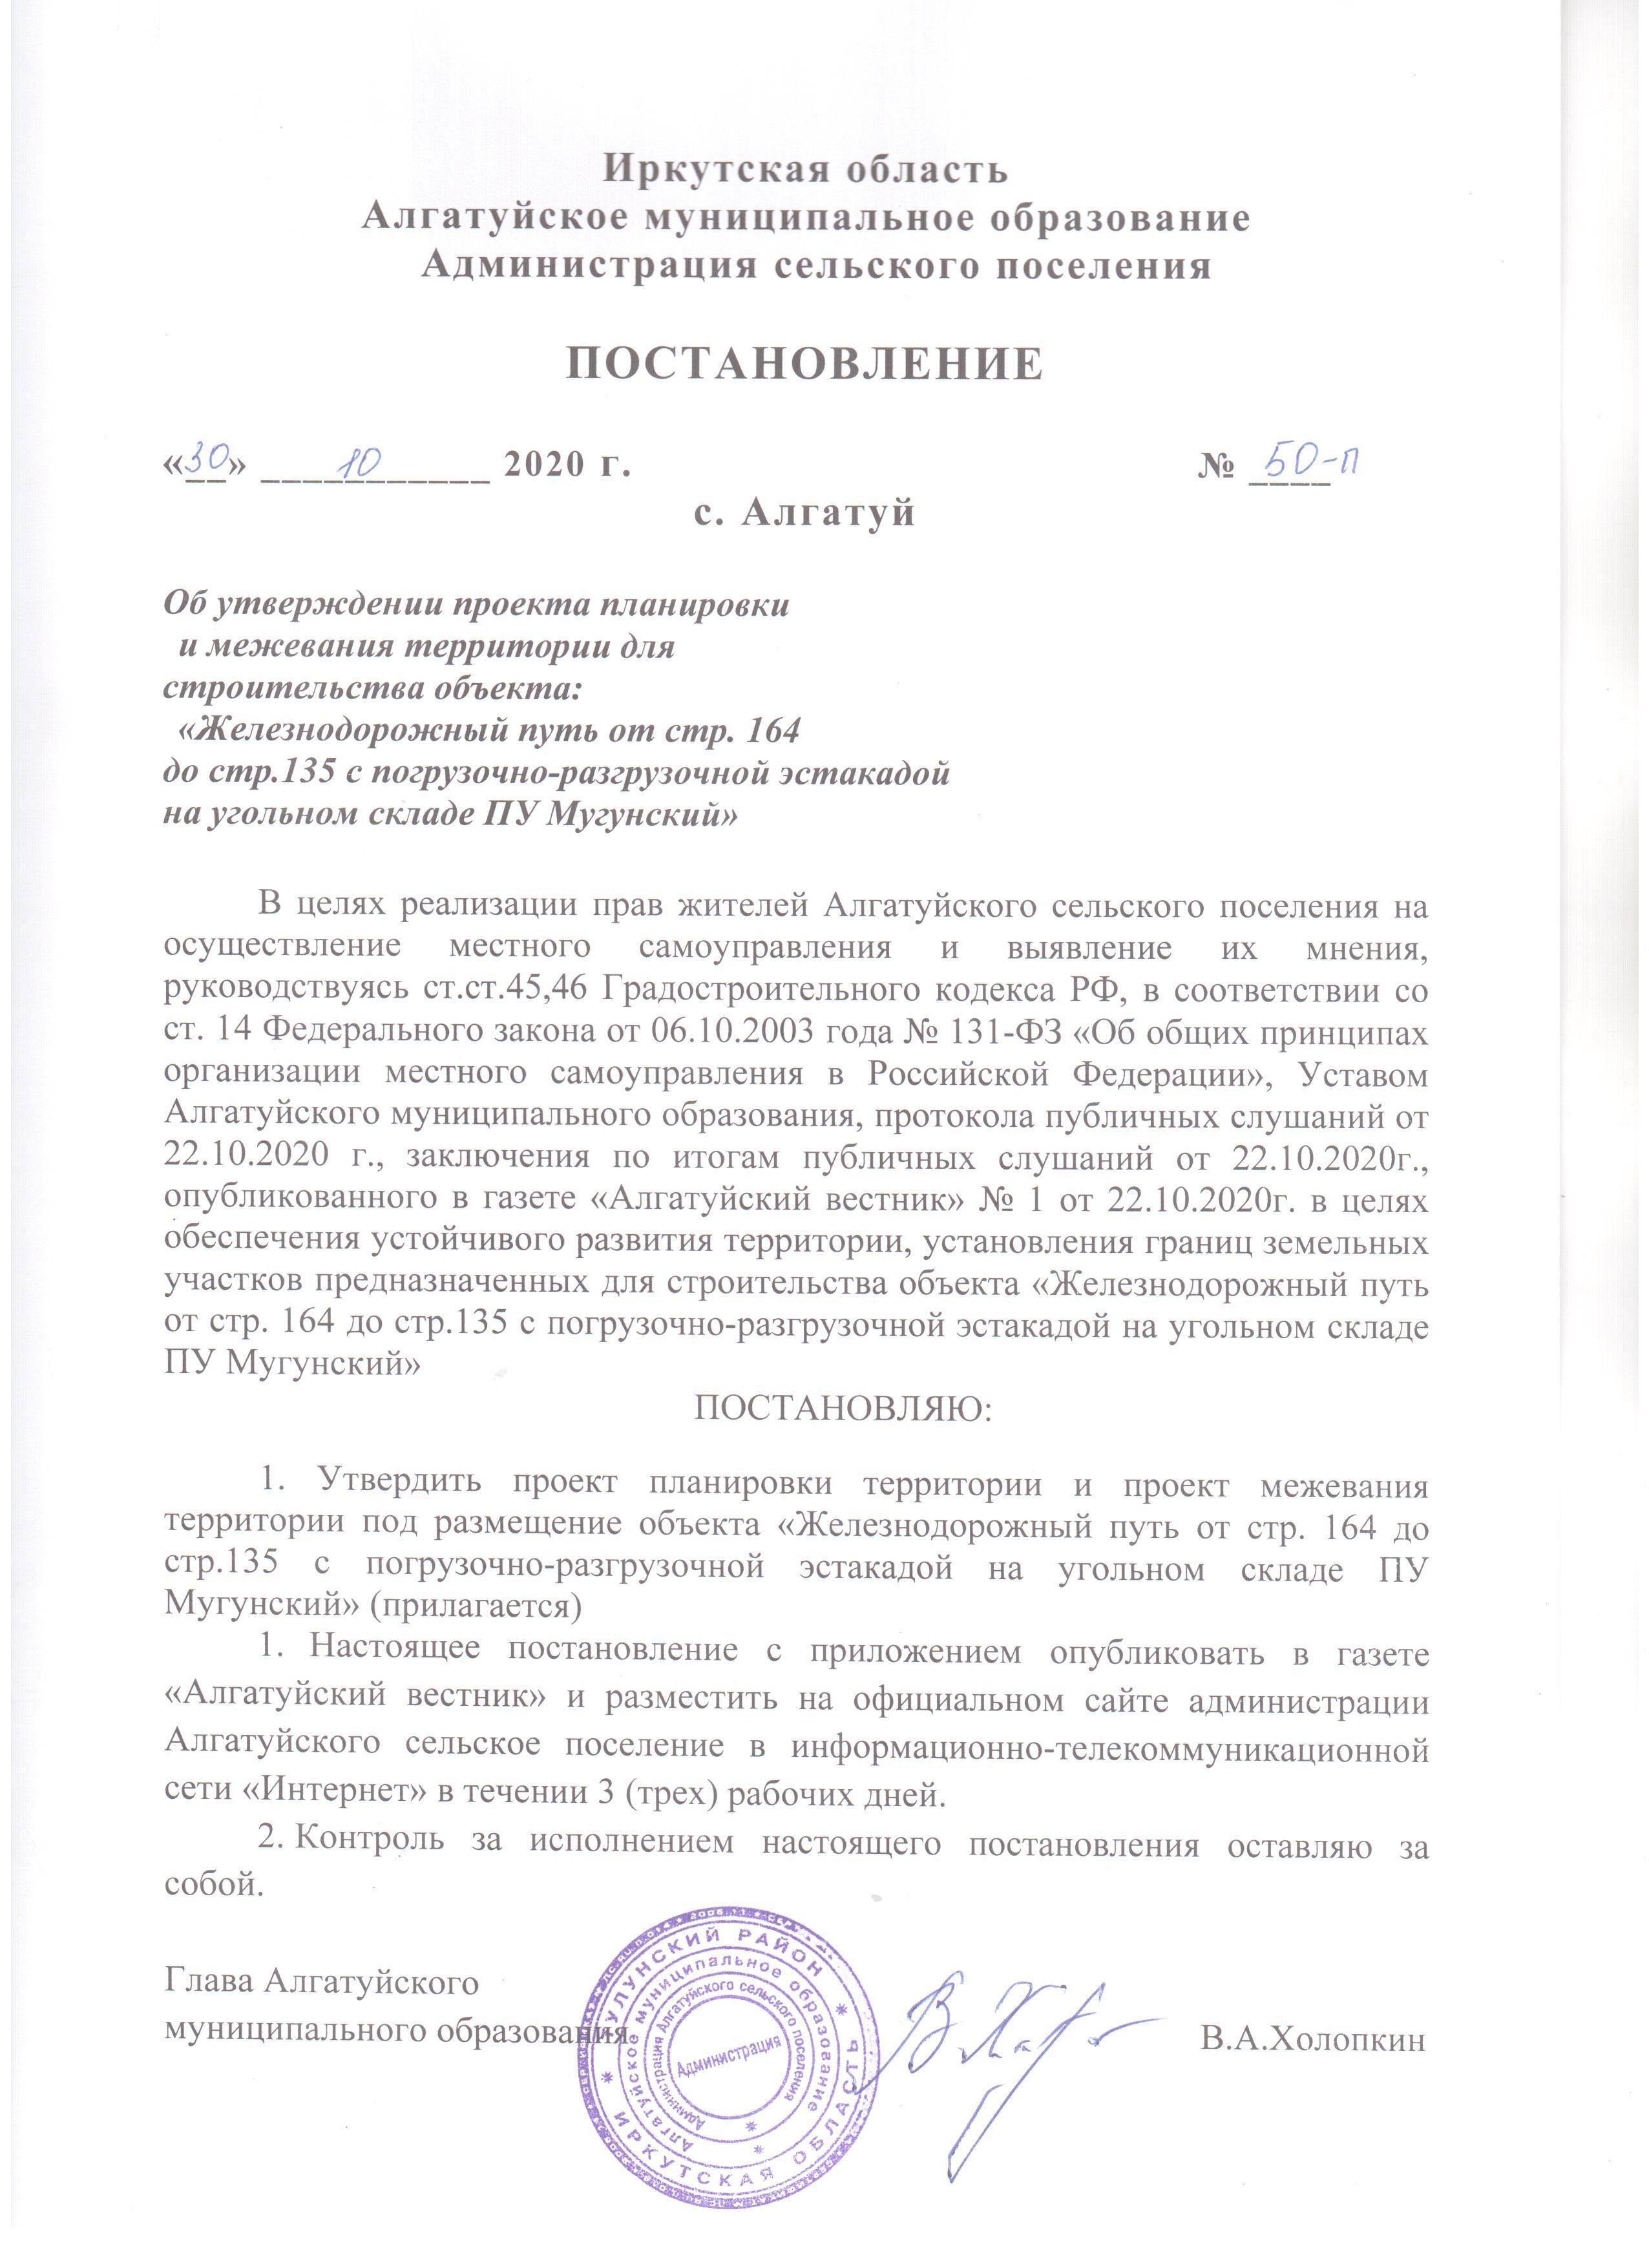 Иркутская область
Алгатуйское муниципальное образование
Администрация сельского поселения
ПОСТАНОВЛЕНИЕ
«30» 10 2020 г. № 50-п
с. Алгатуй
Об утверждении проекта планировки
и межевания территории для
строительства объекта:
«Железнодорожный путь от стр. 164
до стр.135 с погрузочно-разгрузочной эстакадой
на угольном складе ПУ Мугунский»
В целях реализации прав жителей Алгатуйского сельского поселения на
осуществление местного самоуправления и выявление их мнения,
руководствуясь ст.ст.45,46 Градостроительного кодекса РФ, в соответствии со
ст. 14 Федерального закона от 06.10.2003 года № 131-ФЗ «Об общих принципах
организации местного самоуправления в Российской Федерации», Уставом
Алгатуйского муниципального образования, протокола публичных слушаний от
22.10.2020 г., заключения по итогам публичных слушаний от 22.10.2020г.,
опубликованного в газете «Алгатуйский вестник» № 1 от 22.10.2020г. в целях
обеспечения устойчивого развития территории, установления границ земельных
участков предназначенных для строительства объекта «Железнодорожный путь
от стр. 164 до стр.135 с погрузочно-разгрузочной эстакадой на угольном складе
ПУ Мугунский»
ПОСТАНОВЛЯЮ:
1. Утвердить проект планировки территории и проект межевания
территории под размещение объекта «Железнодорожный путь от стр. 164 до
стр.135 с погрузочно-разгрузочной эстакадой на угольном складе ПУ
Мугунский» (прилагается)
1. Настоящее постановление с приложением опубликовать в газете
«Алгатуйский вестник» и разместить на официальном сайте администрации
Алгатуйского сельское поселение в информационно-телекоммуникационной
сети «Интернет» в течении 3 (трех) рабочих дней.
2. Контроль за исполнением настоящего постановления оставляю за
собой.
Глава Алгатуйского
муниципального образования В.А.Холопкин
ТУЛУНСКИЙ РАЙОН
ИРКУТСКАЯ ОБЛАСТЬ
Алгатуйское муниципальное образование
Администрация Алгатуйского сельского поселения
Администрация